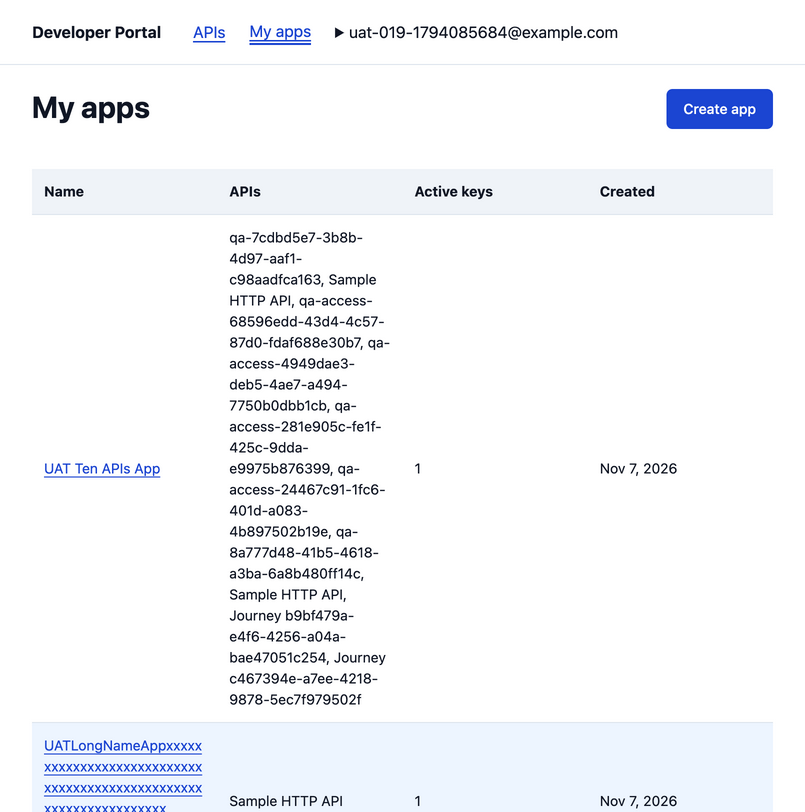 Developer Portal APIs My apps ▶ uat-019-1794085684@example.com
My apps
Create app
Name APIs Active keys Created
UAT Ten APIs App
qa-7cdbd5e7-3b8b-
4d97-aaf1-
c98aadfca163, Sample
HTTP API, qa-access-
68596edd-43d4-4c57-
87d0-fdaf688e30b7, qa-
access-4949dae3-
deb5-4ae7-a494-
7750b0dbb1cb, qa-
access-281e905c-fe1f-
425c-9dda-
e9975b876399, qa-
access-24467c91-1fc6-
401d-a083-
4b897502b19e, qa-
8a777d48-41b5-4618-
a3ba-6a8b480ff14c,
Sample HTTP API,
Journey b9bf479a-
e4f6-4256-a04a-
bae47051c254, Journey
c467394e-a7ee-4218-
9878-5ec7f979502f
1
Nov 7, 2026
UATLongNameAppxxxxx
xxxxxxxxxxxxxxxxxxxxxx
xxxxxxxxxxxxxxxxxxxxxx
xxxxxxxxxxxxxxxxx
Sample HTTP API
1
Nov 7, 2026